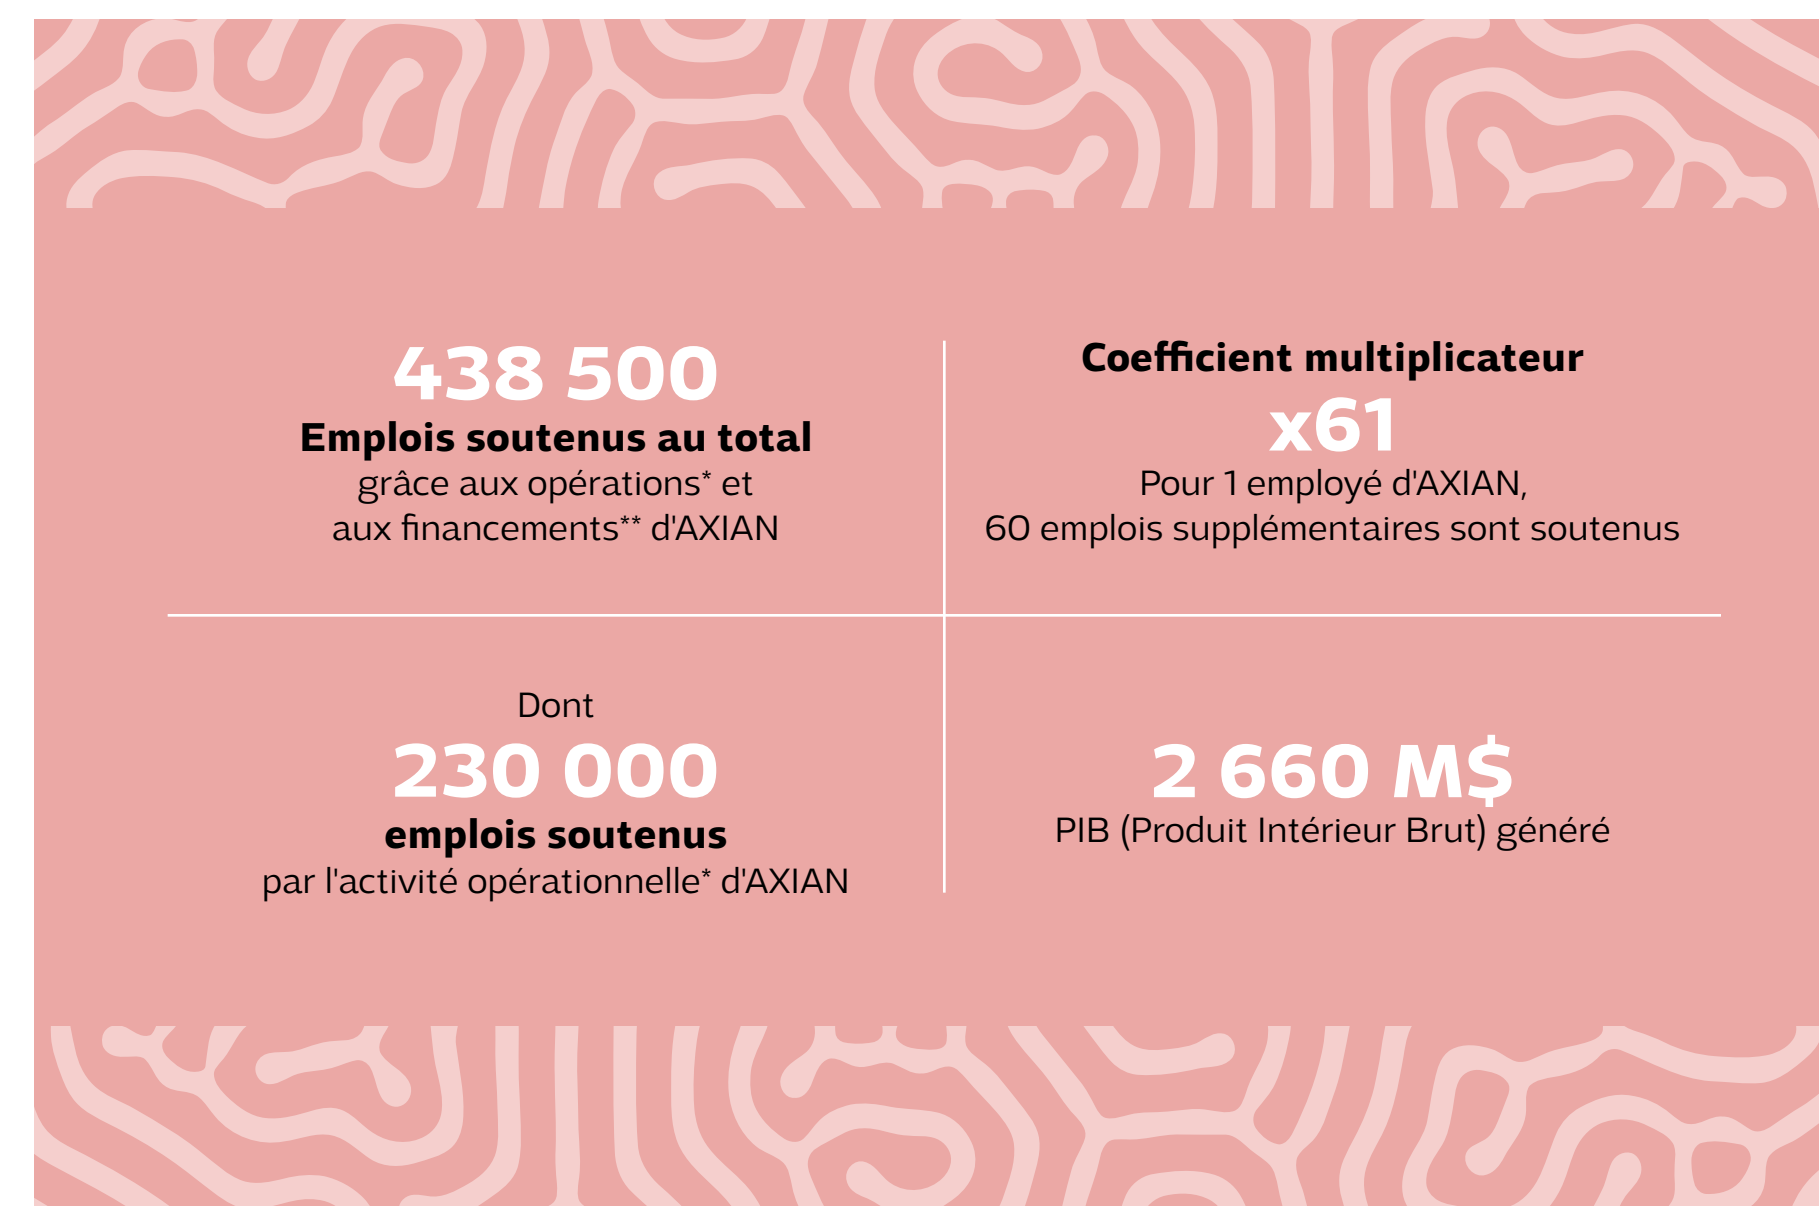 438 500
Emplois soutenus au total
grâce aux opérations* et
aux financements** d'AXIAN
Coefficient multiplicateur
x61
Pour 1 employé d'AXIAN,
60 emplois supplémentaires sont soutenus
Dont
230 000
emplois soutenus
par l'activité opérationnelle* d'AXIAN
2 660 M$
PIB (Produit Intérieur Brut) généré